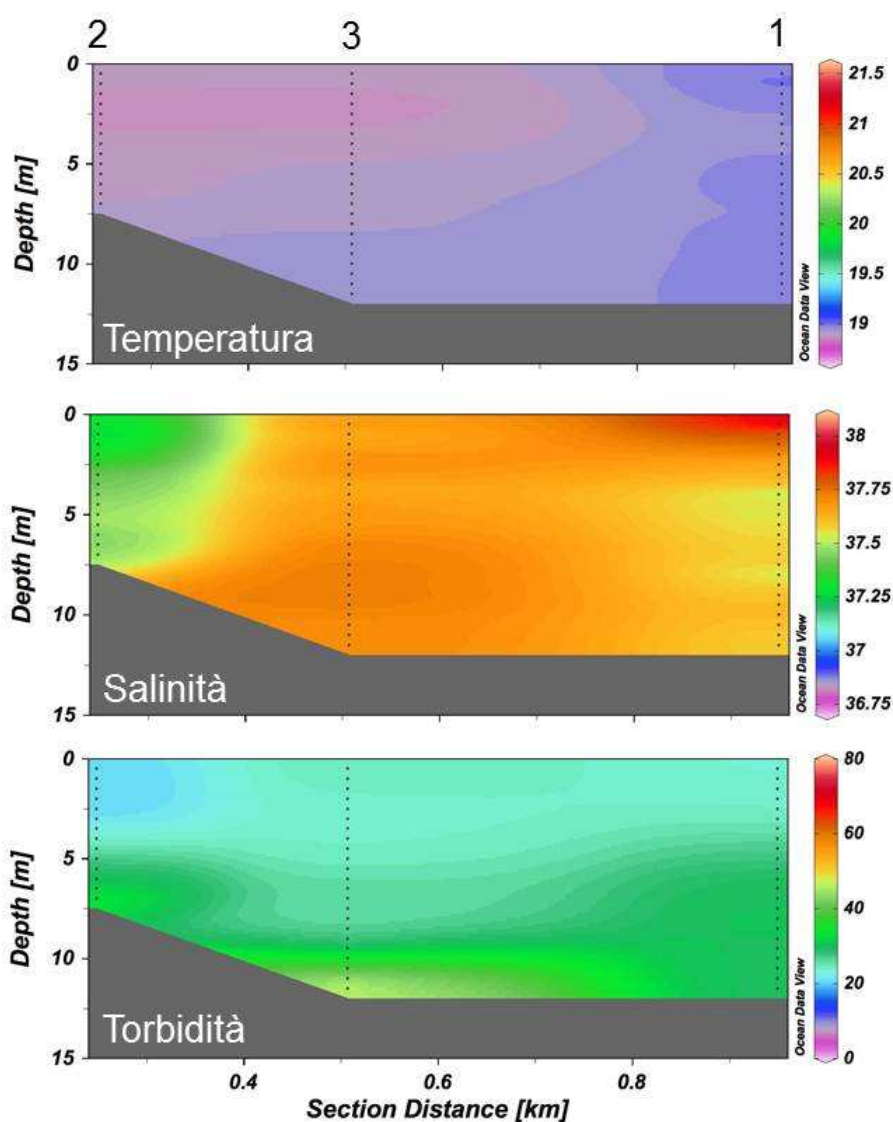 2 3 1
0
5
10
15
Depth [m]
Temperatura
Ocean Data View
21.5
21
20.5
20
19.5
19
0
5
10
15
Depth [m]
Salinità
Ocean Data View
38
37.75
37.5
37.25
37
36.75
0
5
10
15
Depth [m]
Torbidità
Ocean Data View
80
60
40
20
0
0.4 0.6 0.8
Section Distance [km]